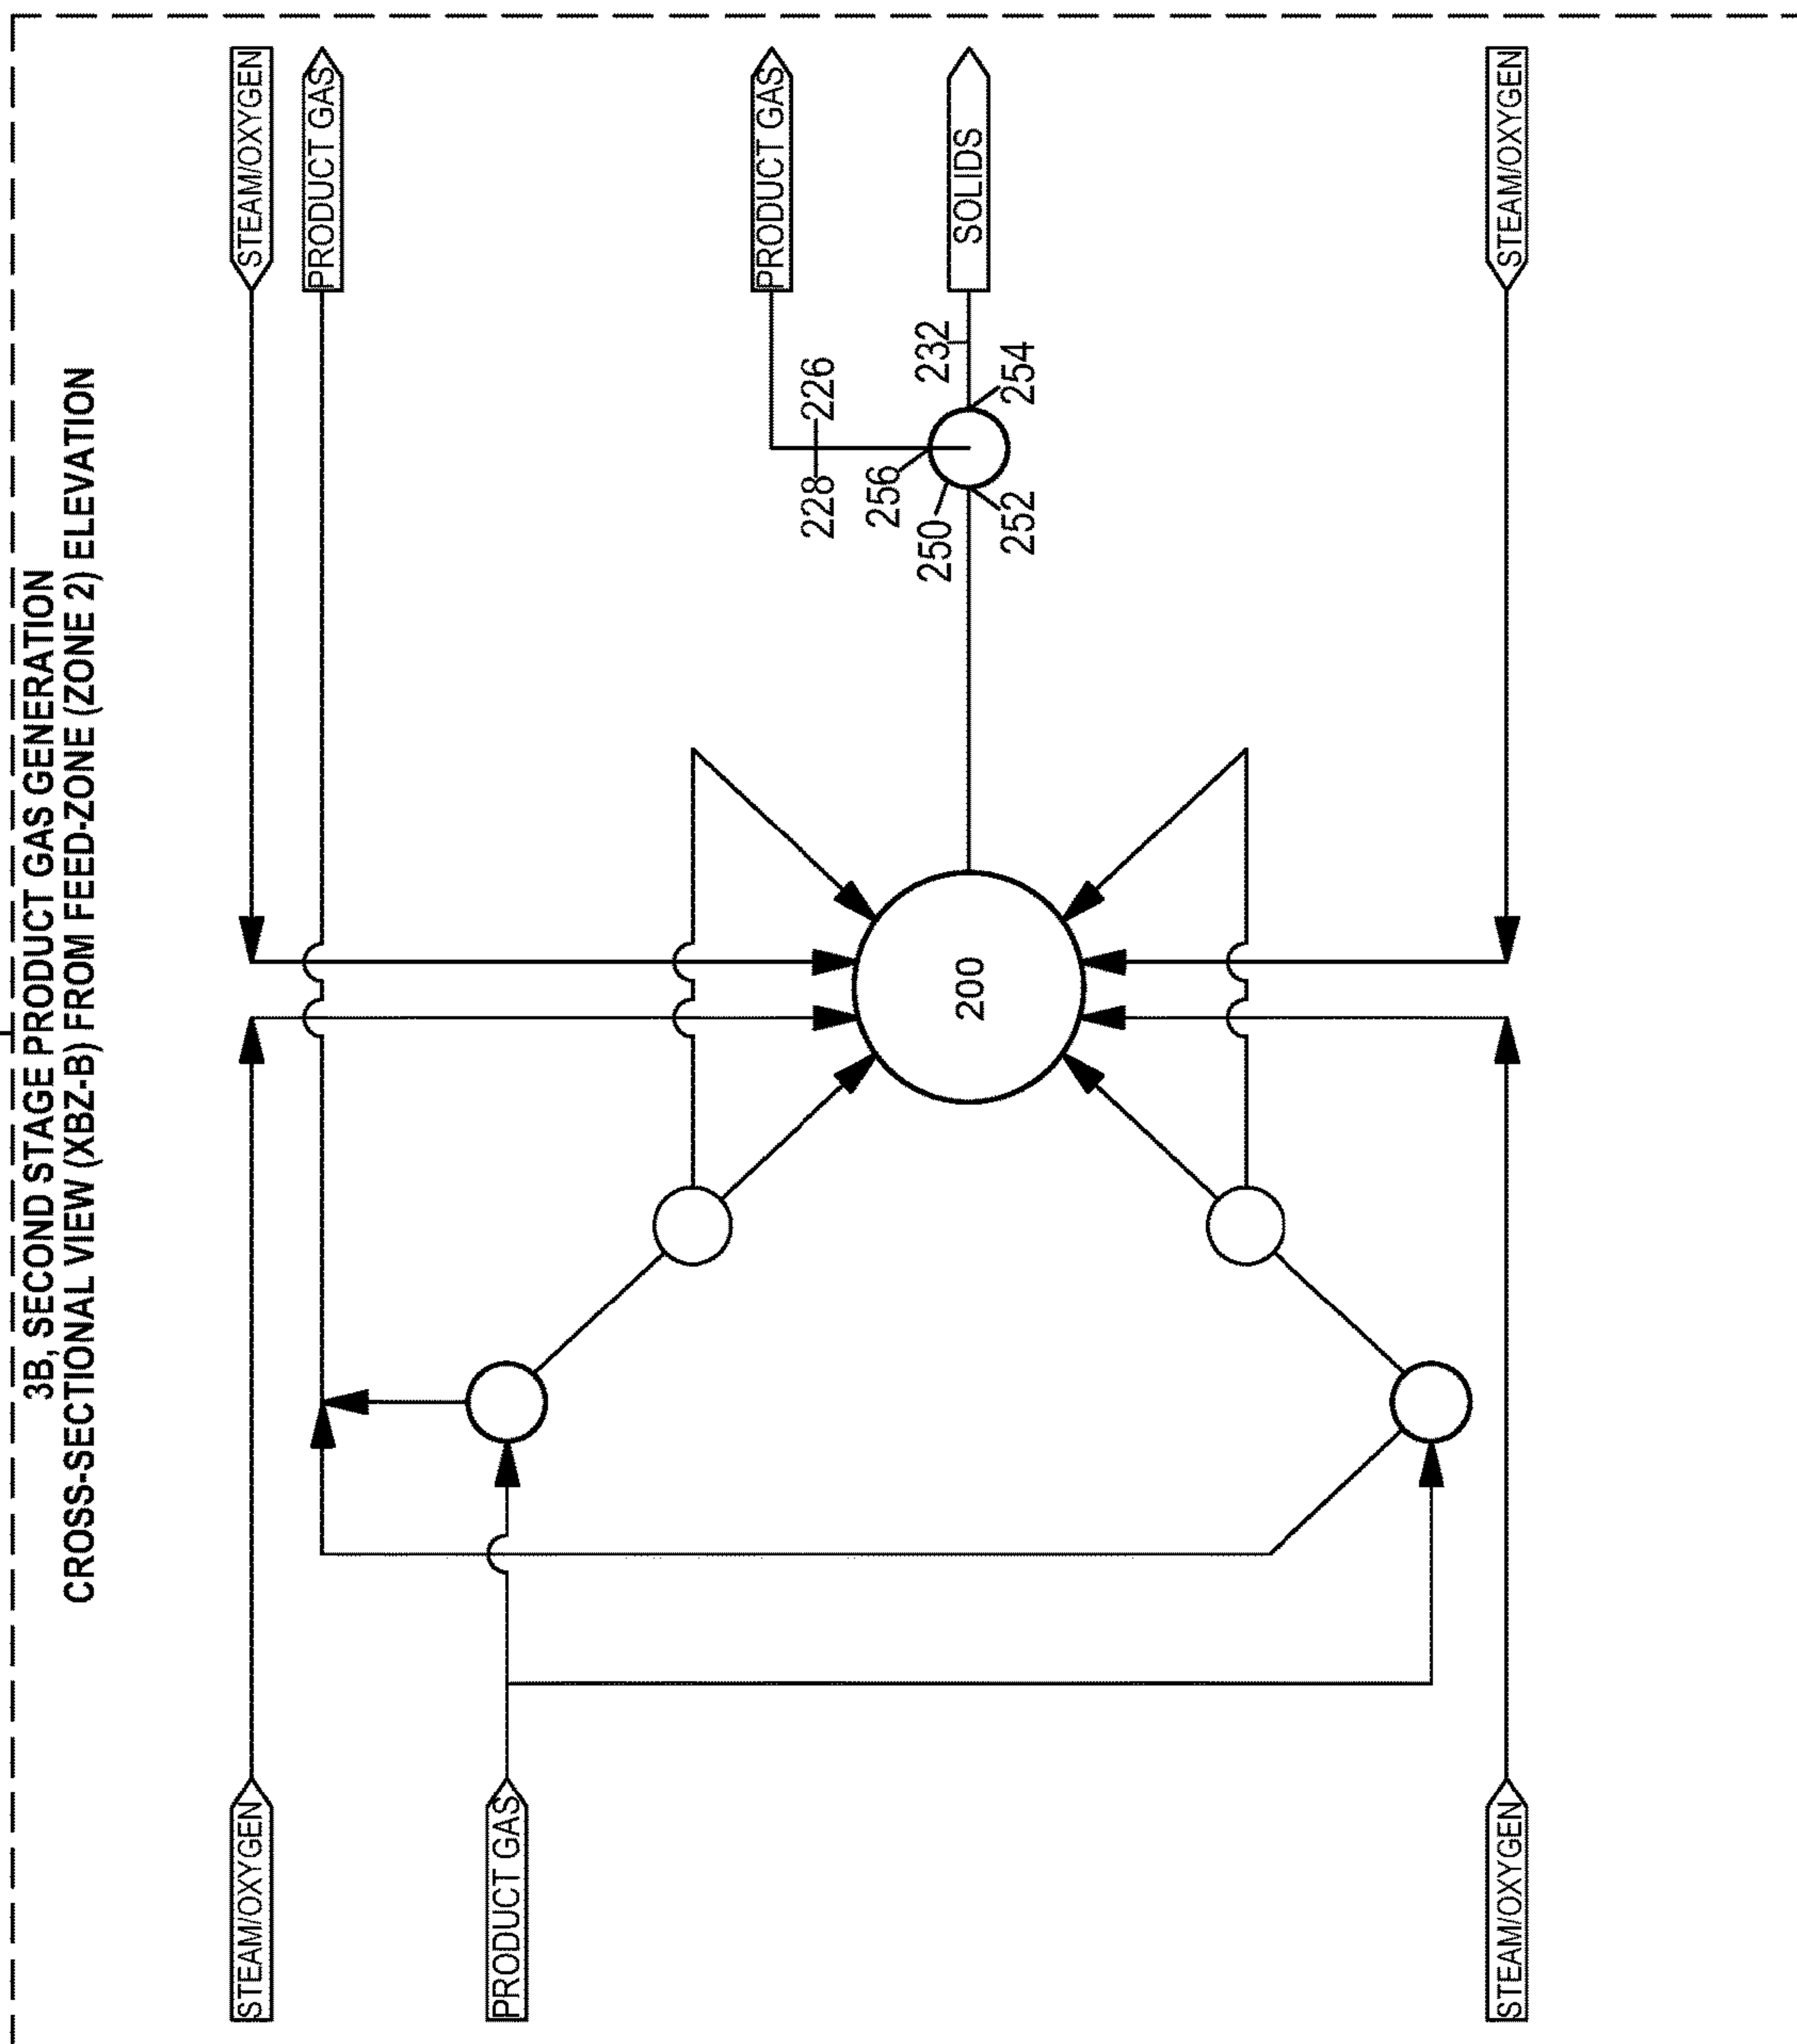 3B, SECOND STAGE PRODUCT GAS GENERATION
CROSS-SECTIONAL VIEW (XBZ-B) FROM FEED-ZONE (ZONE 2) ELEVATION
STEAM/OXYGEN
STEAM/OXYGEN
PRODUCT GAS
PRODUCT GAS
PRODUCT GAS
228
226
256
250
232
SOLIDS
200
252
254
STEAM/OXYGEN
STEAM/OXYGEN